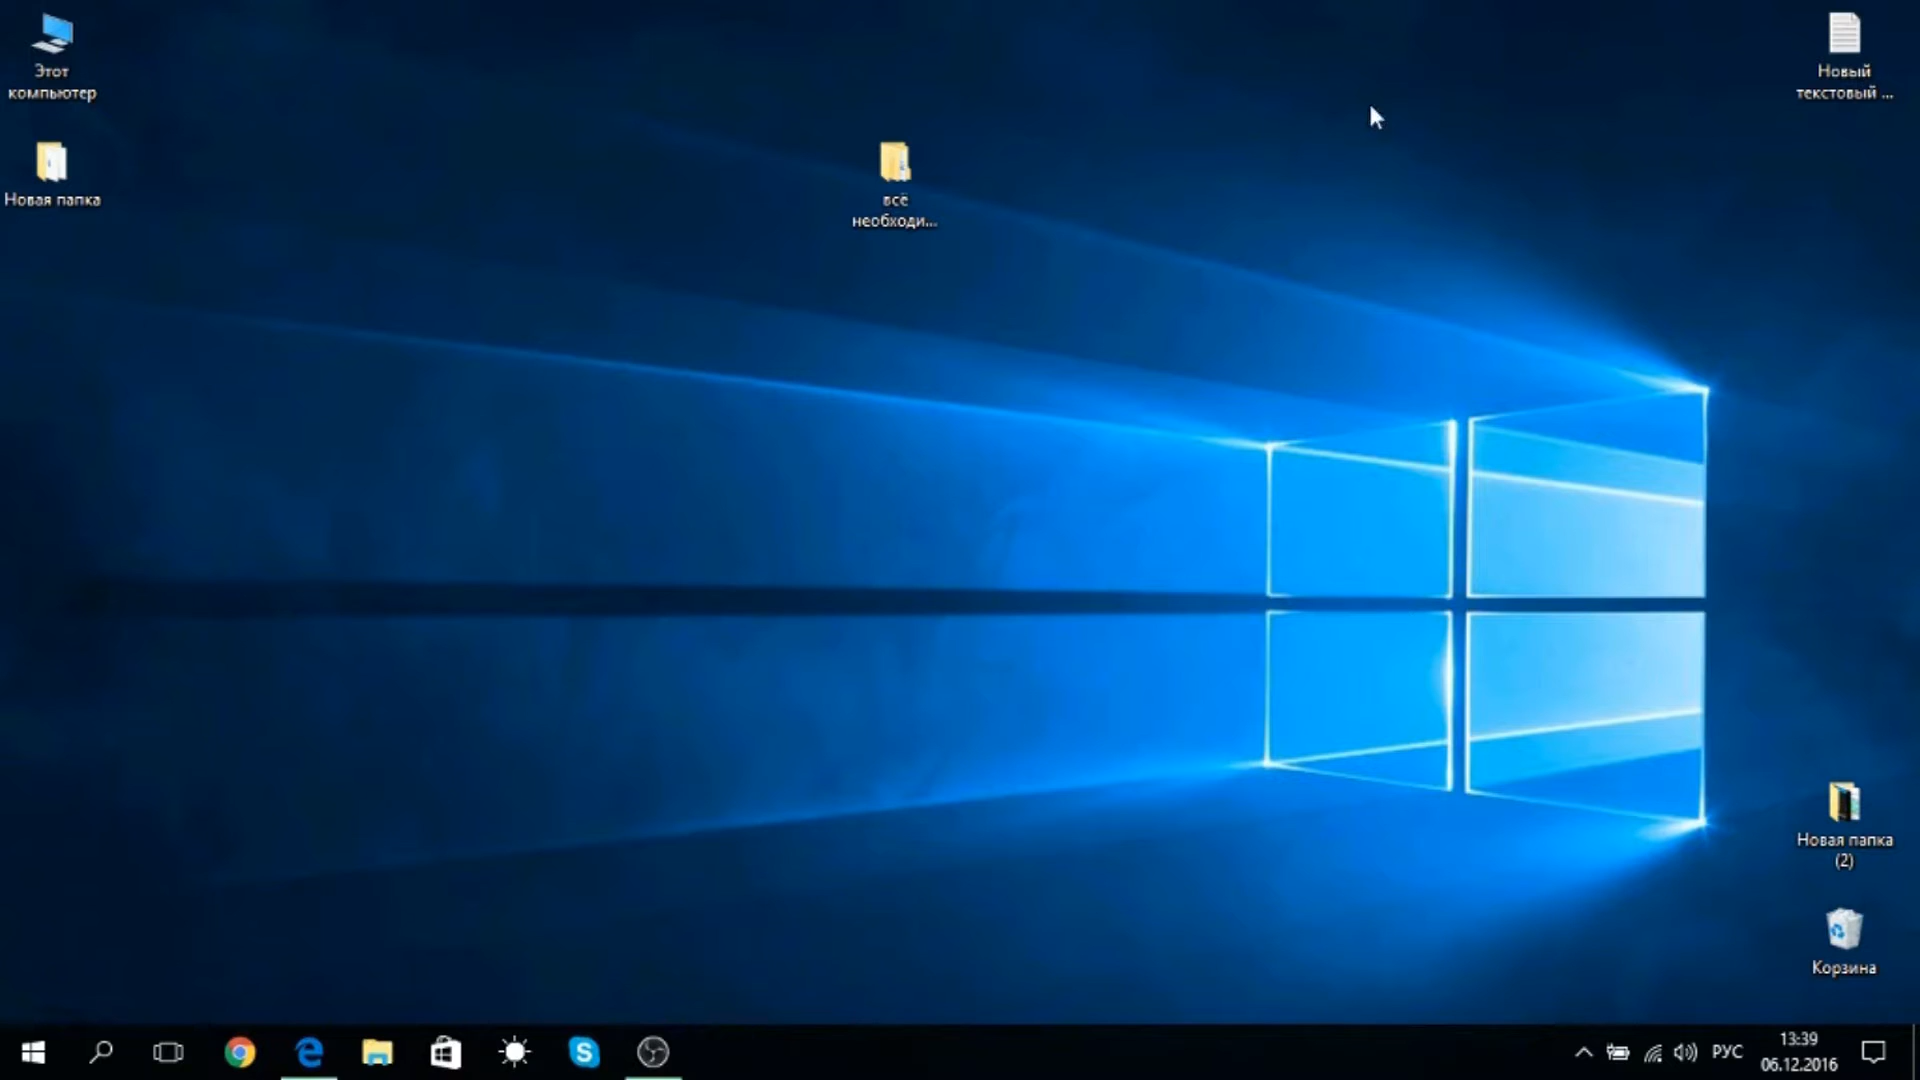 Этот
компьютер
Новый
текстовый ...
Новая папка
всё
необходи...
Новая папка
(2)
Корзина
РУС
13:39
06.12.2016